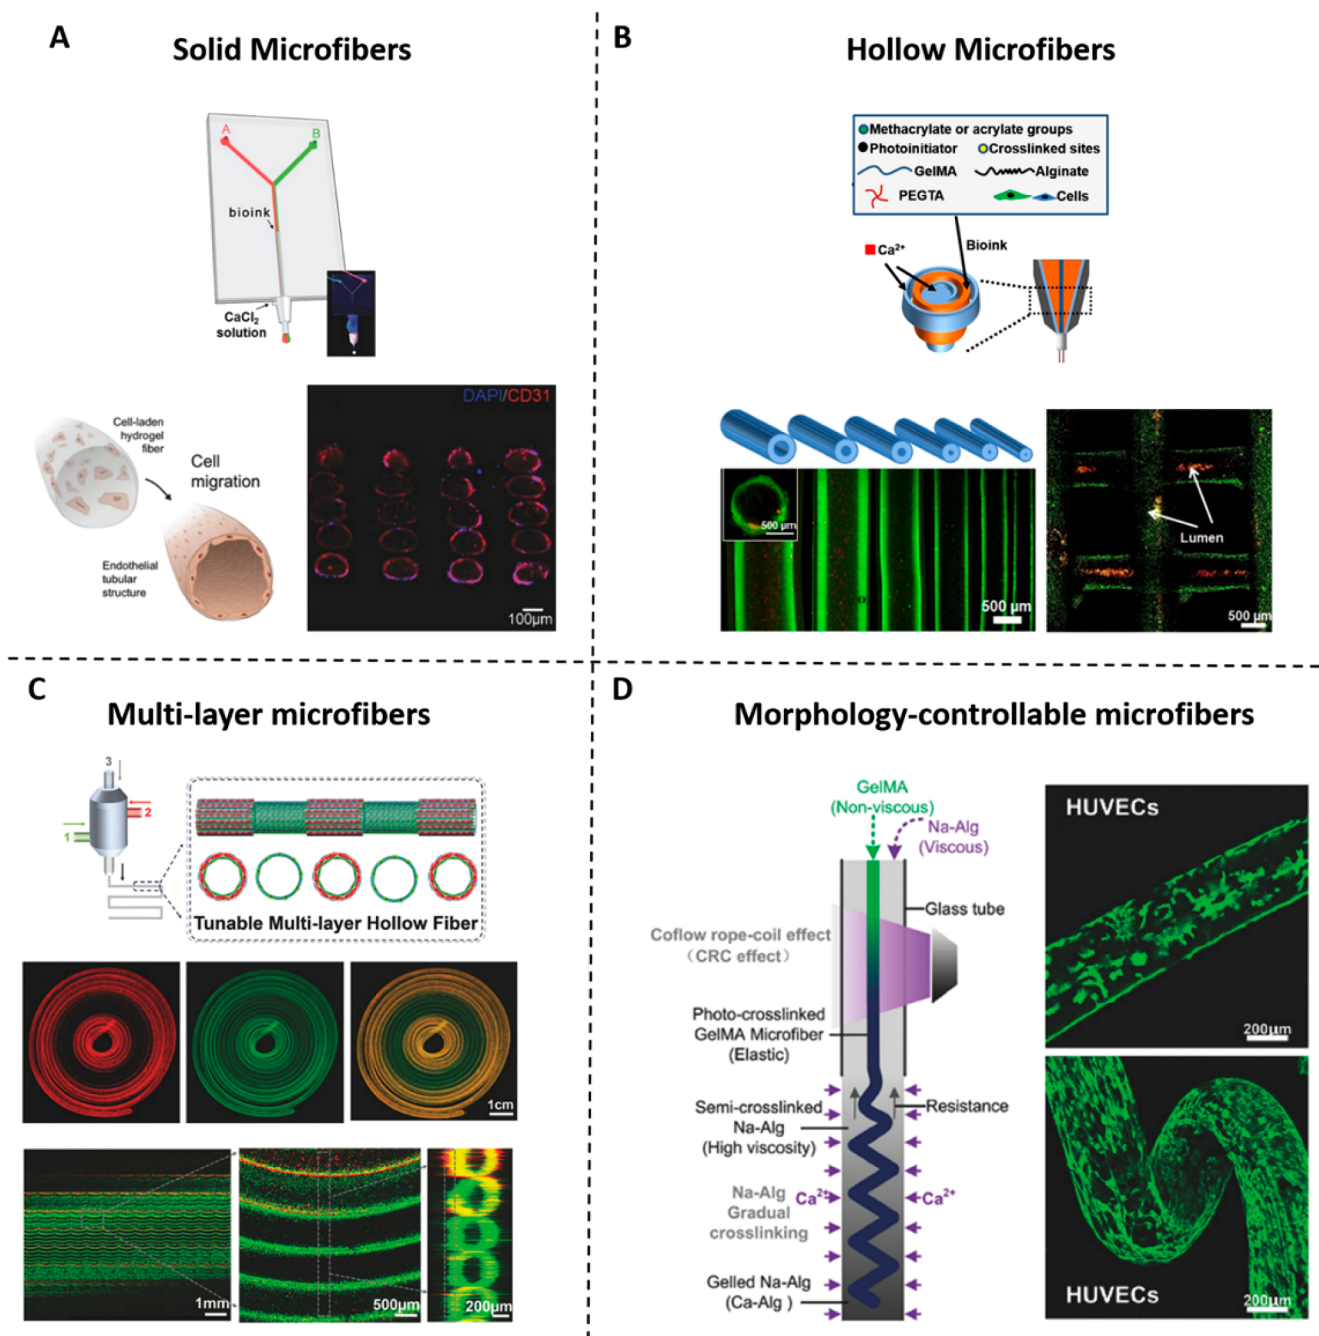 A
Solid Microfibers
A
B
bioink
CaCl2
solution
Cell-laden
hydrogel
fiber
Cell
migration
Endothelial
tubular
structure
DAPI/CD31
100μm
B
Hollow Microfibers
Methacrylate or acrylate groups
Photoinitiator Crosslinked sites
GelMA Alginate
PEGTA Cells
Ca2+
Bioink
500 μm
500 μm
Lumen
500 μm
C
Multi-layer microfibers
3
2
1
Tunable Multi-layer Hollow Fiber
1cm
1mm
500μm
200μm
D
Morphology-controllable microfibers
GelMA
(Non-viscous)
Na-Alg
(Viscous)
Glass tube
Coflow rope-coil effect
(CRC effect)
Photo-crosslinked
GelMA Microfiber
(Elastic)
Semi-crosslinked
Na-Alg
(High viscosity)
Resistance
Ca2+ Ca2+
Na-Alg
Gradual
crosslinking
Gelled Na-Alg
(Ca-Alg )
HUVECs
200μm
HUVECs
200μm